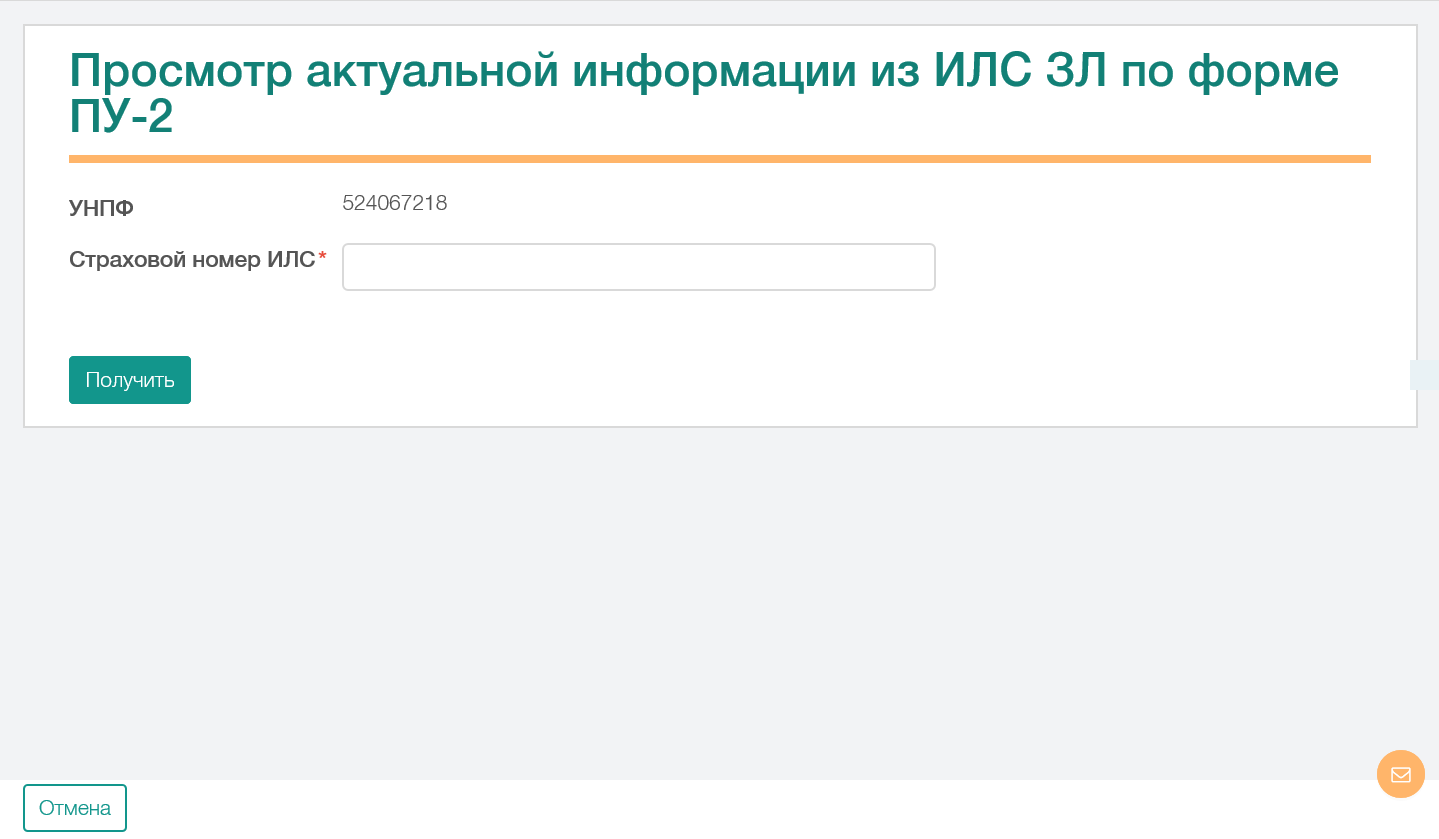 Просмотр актуальной информации из ИЛС ЗЛ по форме
ПУ-2
УНПФ 524067218
Страховой номер ИЛС*
Получить
Отмена